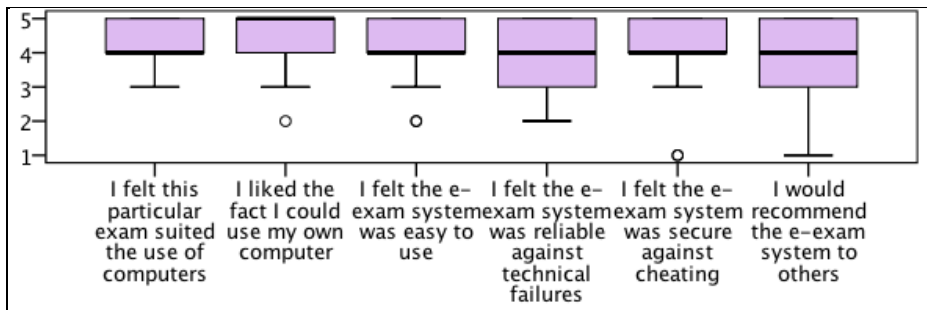 5
4
3
2
1
I felt this
particular
exam suited
the use of
computers
I liked the
fact I could
use my own
computer
I felt the e-
exam system
was easy to
use
I felt the e-
exam system
was reliable
against
technical
failures
I felt the e-
exam system
was secure
against
cheating
I would
recommend
the e-exam
system to
others